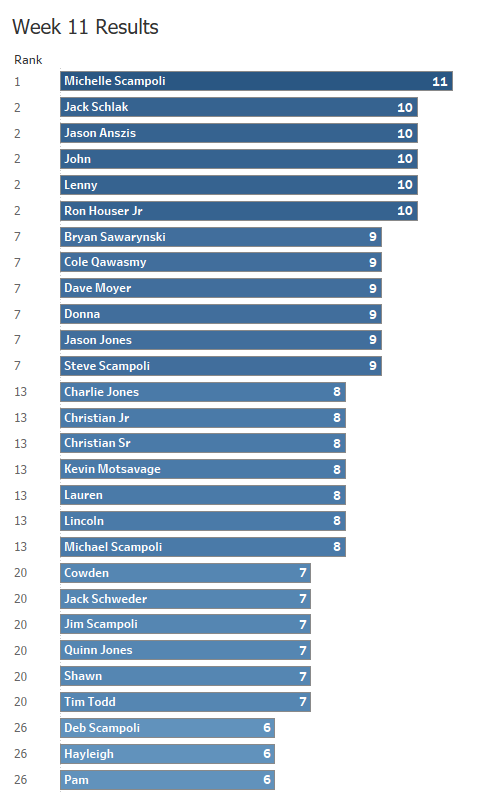 Week 11 Results
Rank
1 Michelle Scampoli 11
2 Jack Schlak 10
2 Jason Anszis 10
2 John 10
2 Lenny 10
2 Ron Houser Jr 10
7 Bryan Sawarynski 9
7 Cole Qawasmy 9
7 Dave Moyer 9
7 Donna 9
7 Jason Jones 9
7 Steve Scampoli 9
13 Charlie Jones 8
13 Christian Jr 8
13 Christian Sr 8
13 Kevin Motsavage 8
13 Lauren 8
13 Lincoln 8
13 Michael Scampoli 8
20 Cowden 7
20 Jack Schweder 7
20 Jim Scampoli 7
20 Quinn Jones 7
20 Shawn 7
20 Tim Todd 7
26 Deb Scampoli 6
26 Hayleigh 6
26 Pam 6